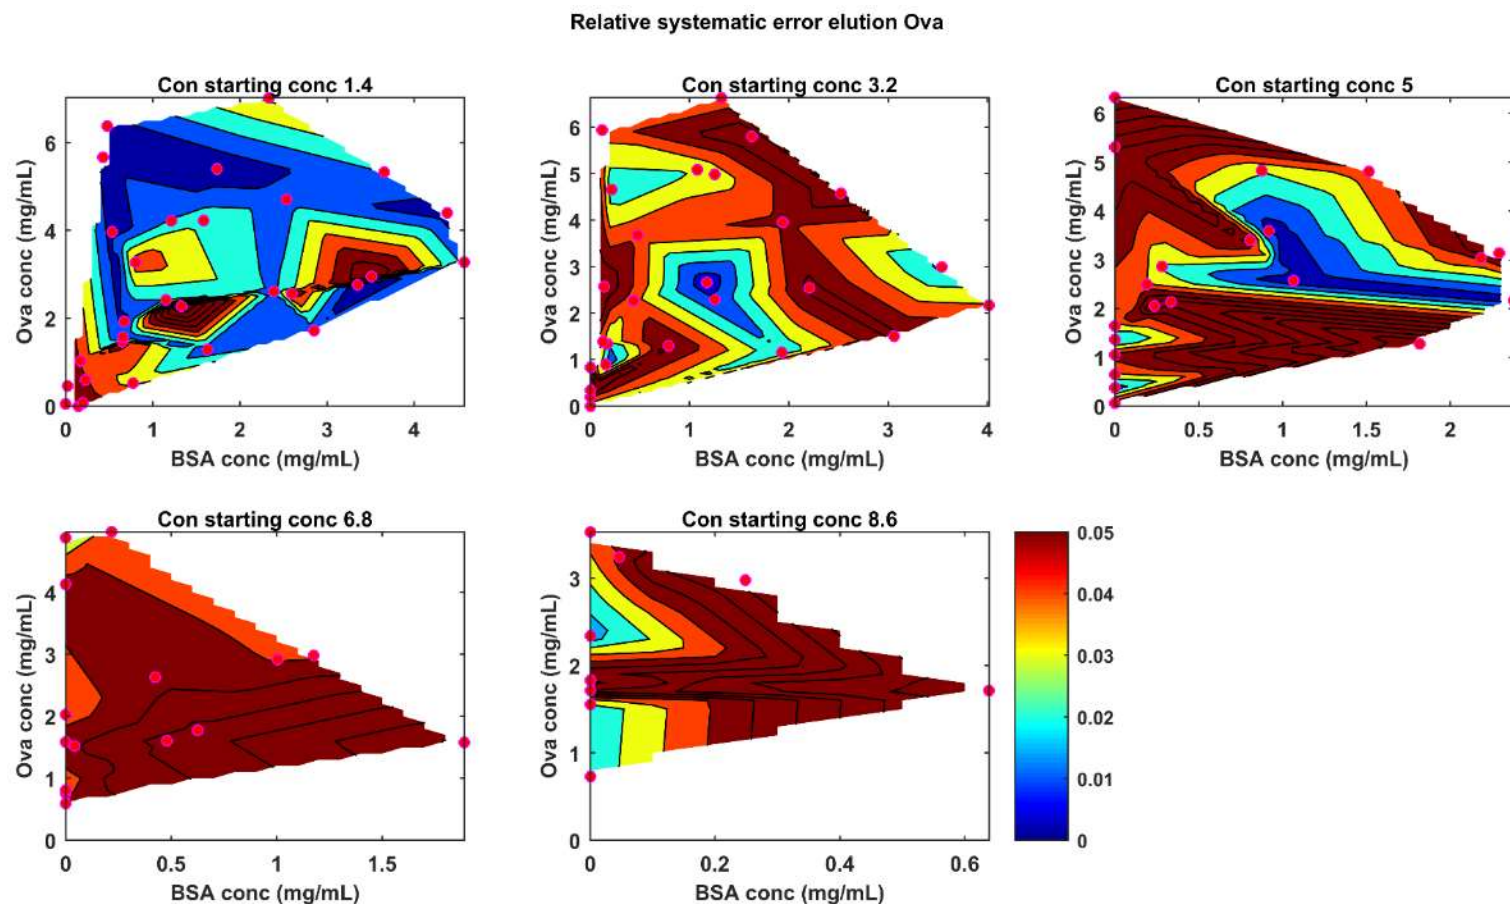 Relative systematic error elution Ova
Con starting conc 1.4
Ova conc (mg/mL)
6
4
2
0
0 1 2 3 4
BSA conc (mg/mL)
Con starting conc 3.2
Ova conc (mg/mL)
6
5
4
3
2
1
0
0 1 2 3 4
BSA conc (mg/mL)
Con starting conc 5
Ova conc (mg/mL)
6
5
4
3
2
1
0
0 0.5 1 1.5 2
BSA conc (mg/mL)
Con starting conc 6.8
Ova conc (mg/mL)
4
3
2
1
0
0 0.5 1 1.5
BSA conc (mg/mL)
Con starting conc 8.6
Ova conc (mg/mL)
3
2
1
0
0 0.2 0.4 0.6
BSA conc (mg/mL)
0.05
0.04
0.03
0.02
0.01
0